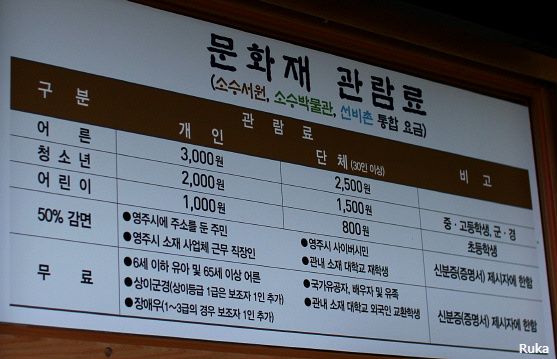 문화재 관람료
(소수서원, 소수박물관, 선비촌 통합 요금)
구 분 관 람 료 비 고
개 인 단 체 (30인 이상)
어 른 3,000원 2,500원
청소년 2,000원 1,500원 중·고등학생, 군·경
어린이 1,000원 800원 초등학생
50% 감면 ●영주시에 주소를 둔 주민 ●영주시 사이버시민 신분증(증명서) 제시자에 한함
●영주시 소재 사업체 근무 직장인 ●관내 소재 대학교 재학생
무 료 ●6세 이하 유아 및 65세 이상 어른 ●국가유공자, 배우자 및 유족 신분증(증명서) 제시자에 한함
●상이군경(상이등급 1급은 보조자 1인 추가) ●관내 소재 대학교 외국인 교환학생
●장애우(1~3급의 경우 보조자 1인 추가)
Ruka